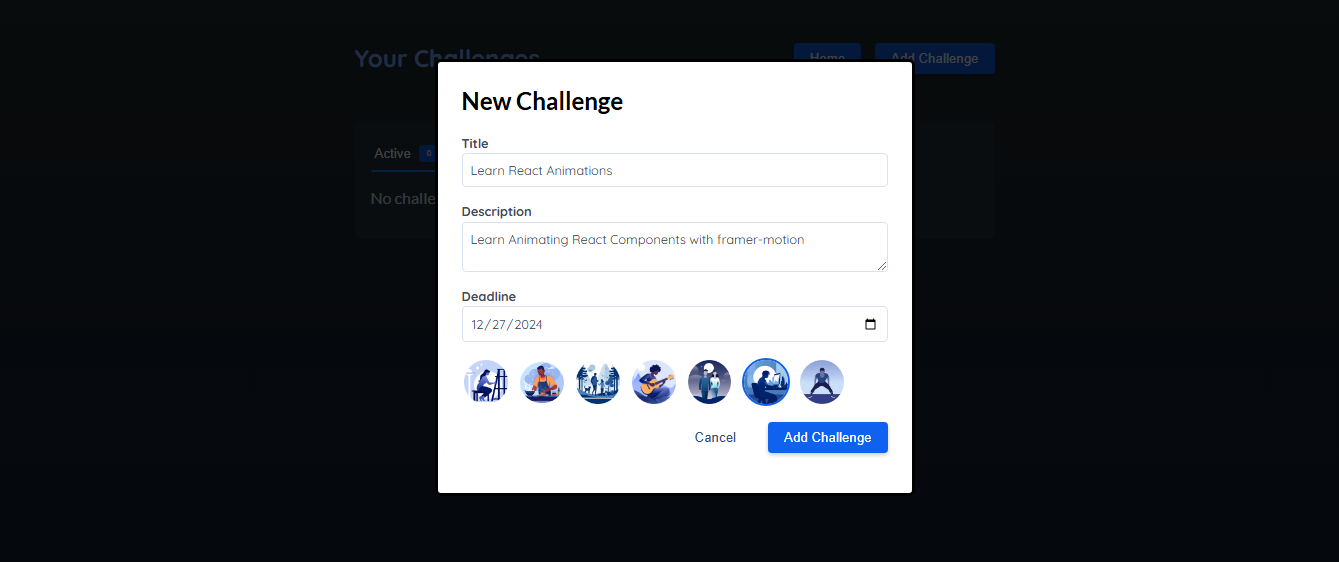 Your Challenges
Home
Add Challenge
New Challenge
Title
Active 0
Learn React Animations
No challe
Description
Learn Animating React Components with framer-motion
Deadline
12/27/2024
Cancel
Add Challenge